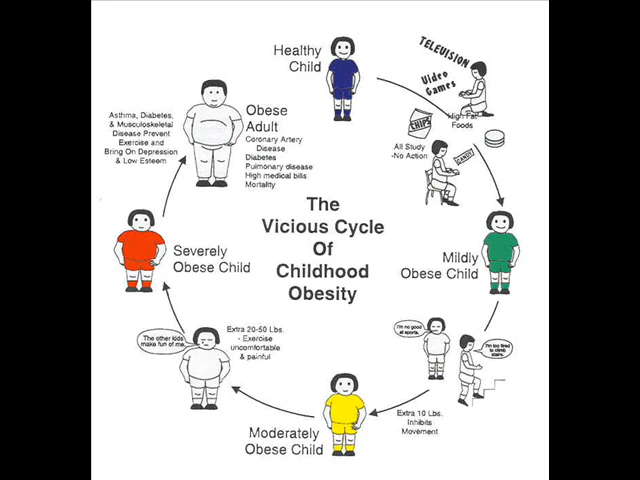 Healthy
Child
TELEVISION
Video
Games
High Fat
Foods
CHIPS
CANDY
All Study
-No Action
Mildly
Obese Child
I'm no good
at sports.
I'm too tired
to climb
stairs.
Extra 10 Lbs.
Inhibits
Movement
Moderately
Obese Child
Extra 20-50 Lbs.
- Exercise
uncomfortable
& painful
The other kids
make fun of me.
Severely
Obese Child
Asthma, Diabetes,
& Musculoskeletal
Disease Prevent
Exercise and
Bring On Depression
& Low Esteem
Obese
Adult
Coronary Artery
Disease
Diabetes
Pulmonary disease
High medical bills
Mortality
The
Vicious Cycle
Of
Childhood
Obesity